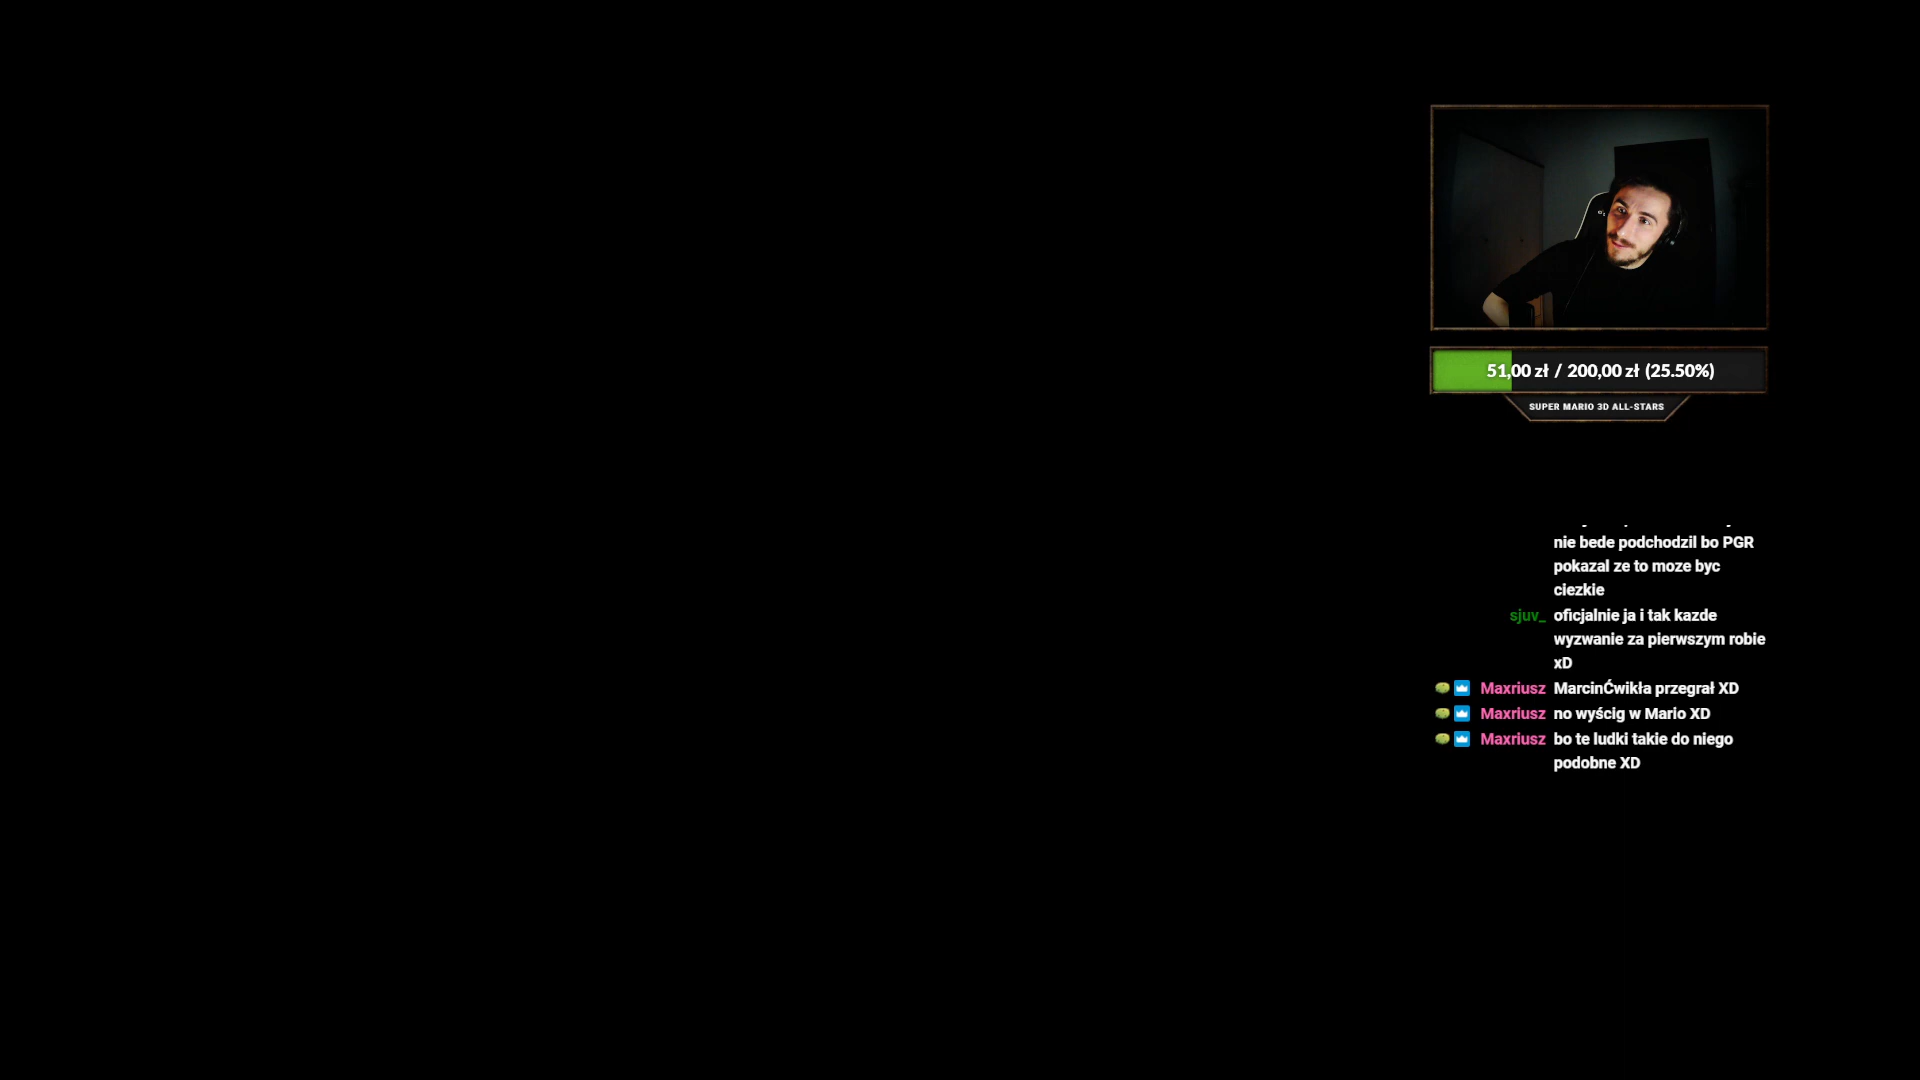 51,00 zł / 200,00 zł (25.50%)
SUPER MARIO 3D ALL-STARS
nie bede podchodzil bo PGR
pokazal ze to moze byc
ciezkie
sjuv_ oficjalnie ja i tak kazde
wyzwanie za pierwszym robie
xD
Maxriusz MarcinĆwikła przegrał XD
Maxriusz no wyścig w Mario XD
Maxriusz bo te ludki takie do niego
podobne XD